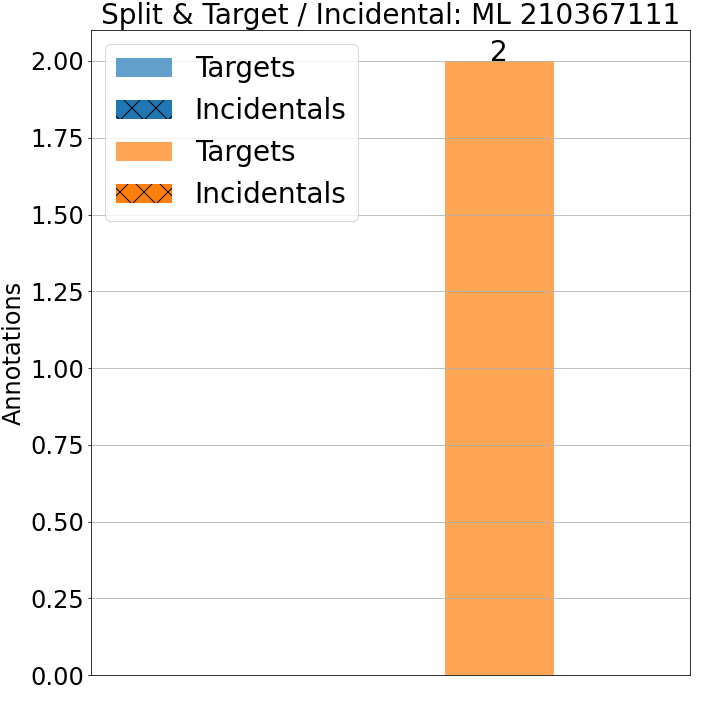 Split & Target / Incidental: ML 210367111
2
2.00
1.75
1.50
1.25
1.00
0.75
0.50
0.25
0.00
Annotations
Targets
Incidentals
Targets
Incidentals